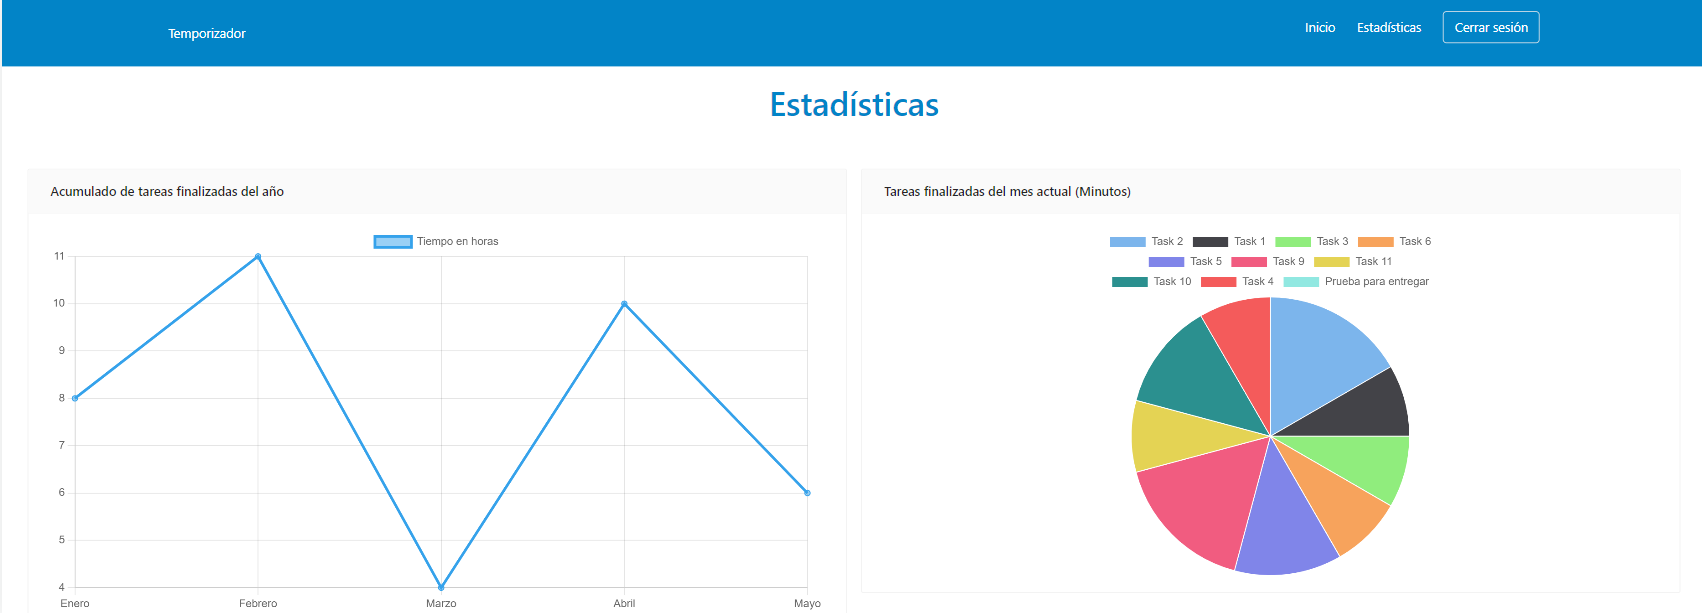 Temporizador
Inicio Estadísticas Cerrar sesión
Estadísticas
Acumulado de tareas finalizadas del año
Tiempo en horas
11
10
9
8
7
6
5
4
Enero Febrero Marzo Abril Mayo
Tareas finalizadas del mes actual (Minutos)
Task 2 Task 1 Task 3 Task 6
Task 5 Task 9 Task 11
Task 10 Task 4 Prueba para entregar